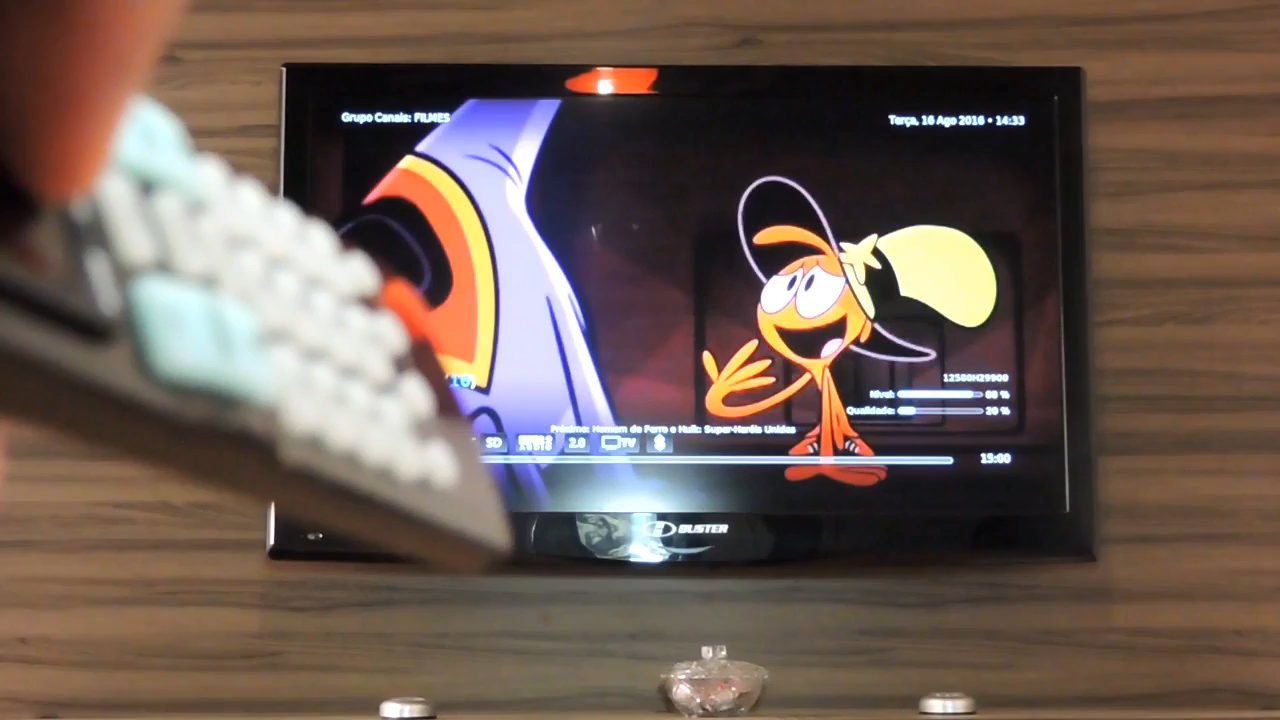 Grupo Canais: FILMES
Terça, 16 Ago 2016 • 14:33
12580H29900
Nível: 80 %
Qualidade: 20 %
/16)
Próximo: Homem de Ferro e Hulk: Super-Heróis Unidos
SD 2.0 TV $
15:00
BUSTER